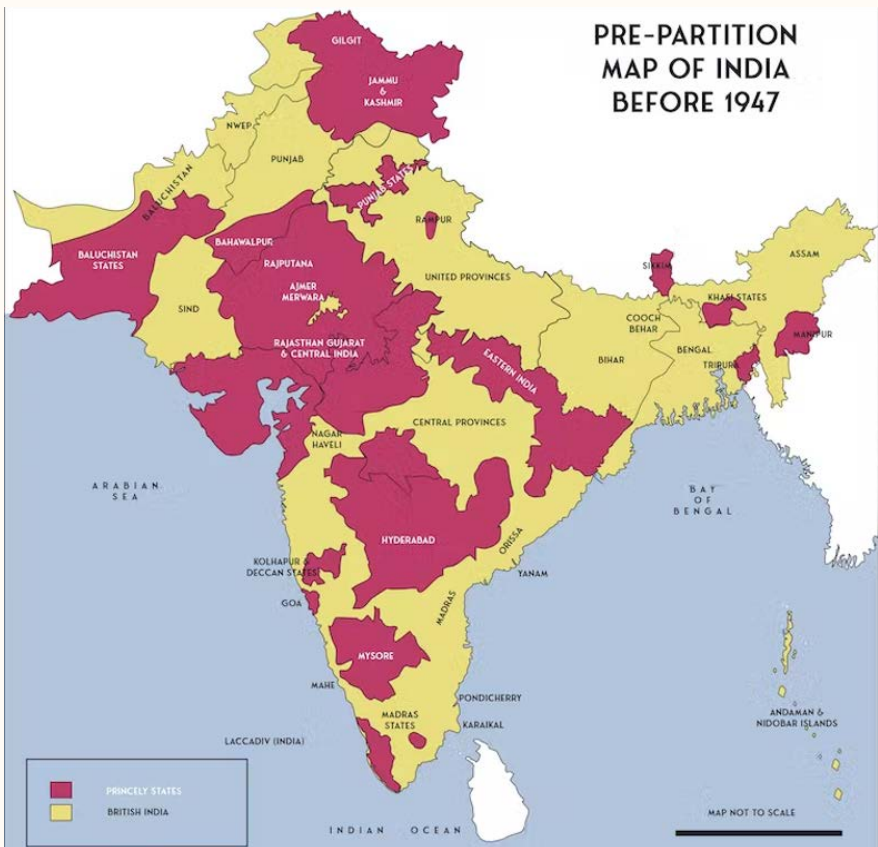 PRE-PARTITION
MAP OF INDIA
BEFORE 1947
GILGIT
JAMMU
&
KASHMIR
NWEP
PUNJAB
BALUCHISTAN
PUNJAB STATES
RAMPUR
BAHAWALPUR
BALUCHISTAN
STATES
RAJPUTANA
AJMER
MERWARA
SIND
UNITED PROVINCES
SIKKIM
ASSAM
KHASI STATES
COOCH
BEHAR
MANIPUR
RAJASTHAN GUJARAT
& CENTRAL INDIA
EASTERN INDIA
BIHAR
BENGAL
TRIPURA
NAGAR
HAVELI
CENTRAL PROVINCES
ARABIAN
SEA
BAY
OF
BENGAL
HYDERABAD
ORISSA
KOLHAPUR &
DECCAN STATES
YANAM
GOA
MADRAS
MYSORE
MAHE
PONDICHERRY
MADRAS
STATES
KARAIKAL
ANDAMAN &
NIDOBAR ISLANDS
LACCADIV (INDIA)
PRINCELY STATES
BRITISH INDIA
MAP NOT TO SCALE
INDIAN OCEAN